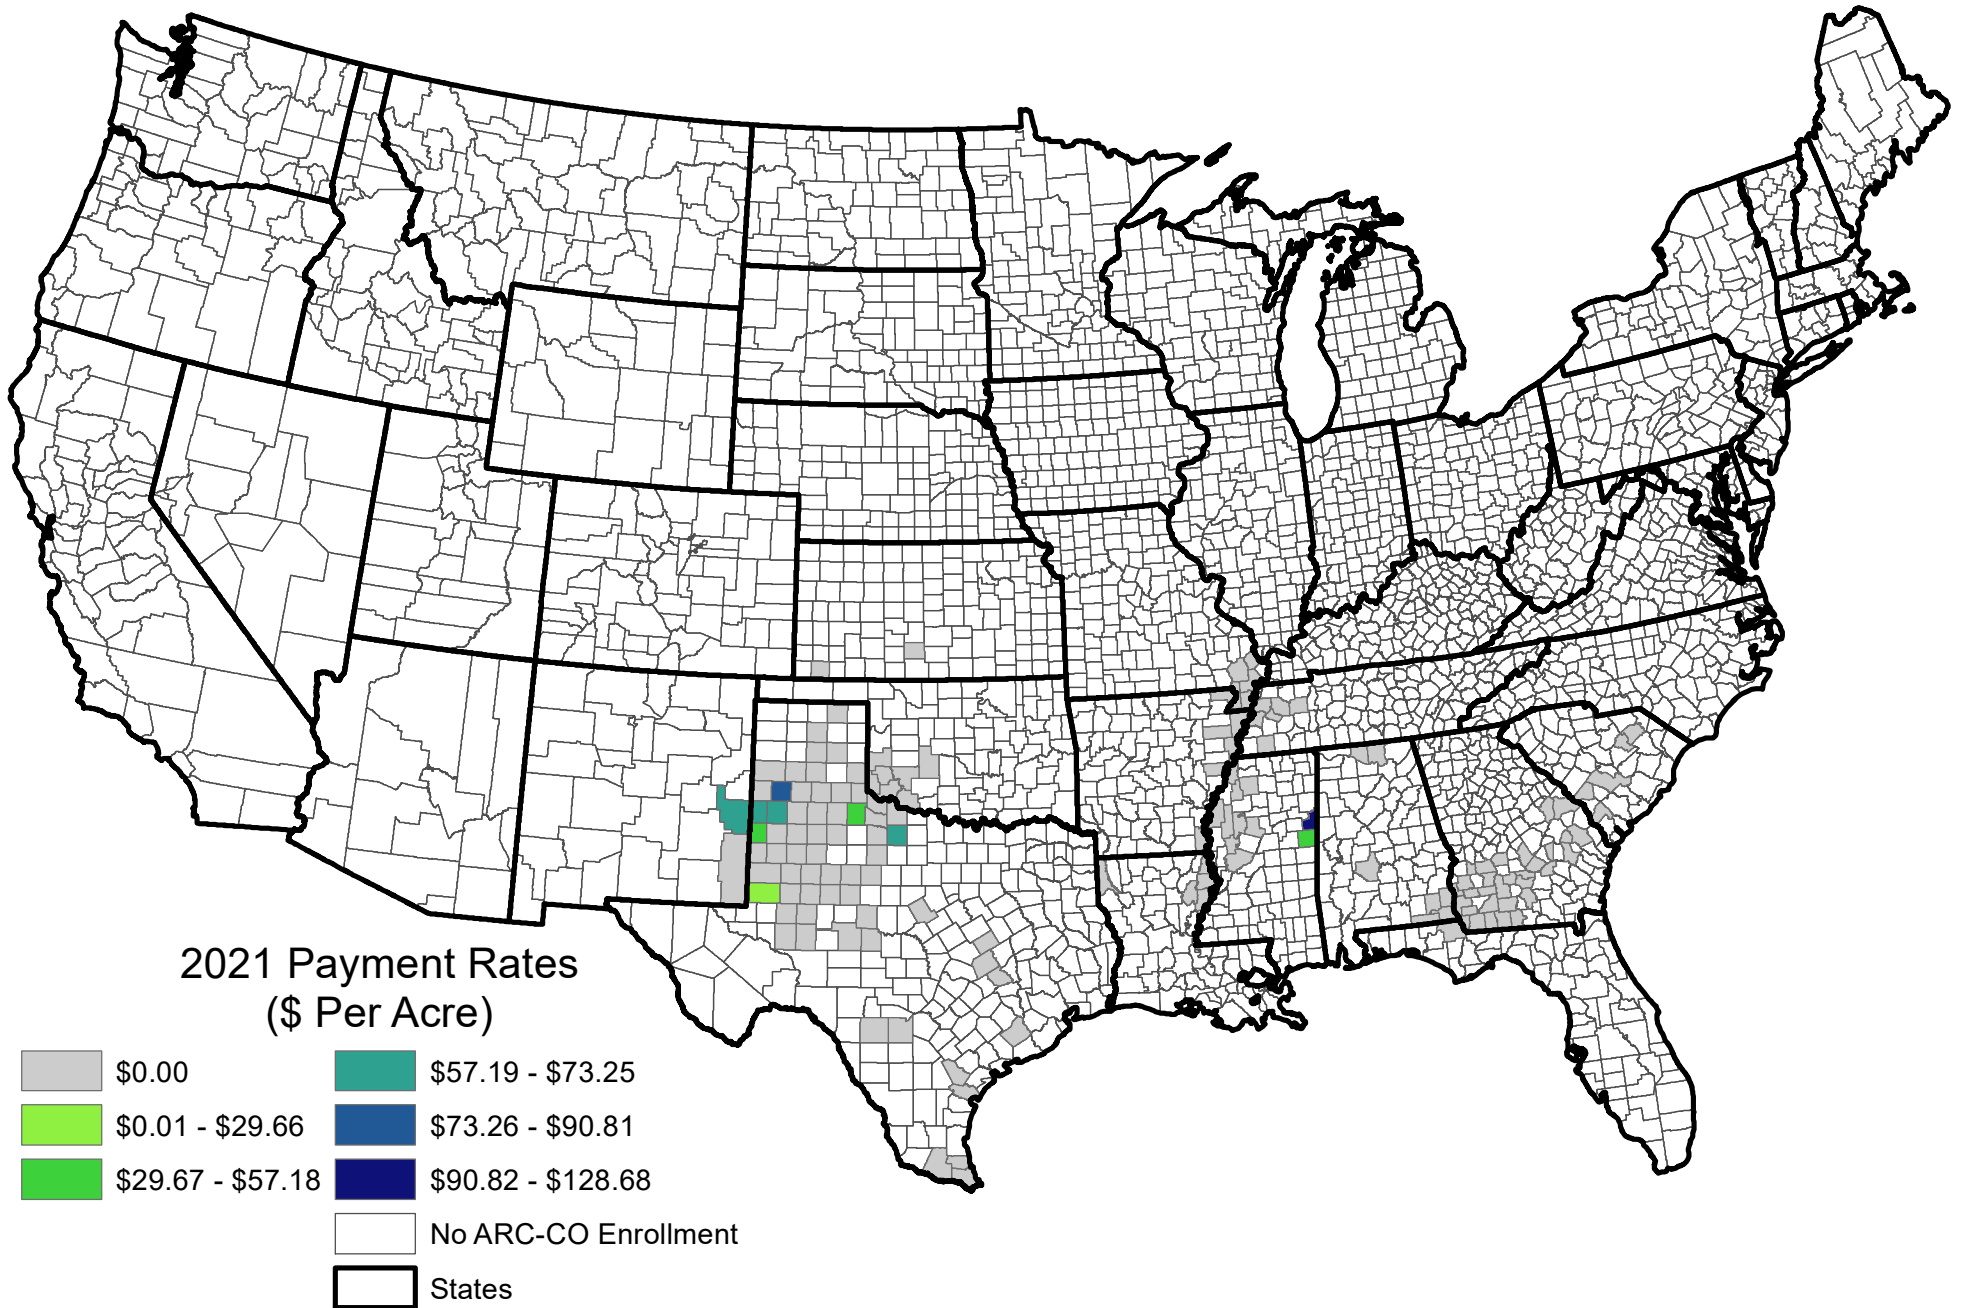 2021 Payment Rates
($ Per Acre)
$0.00
$0.01 - $29.66
$29.67 - $57.18
$57.19 - $73.25
$73.26 - $90.81
$90.82 - $128.68
No ARC-CO Enrollment
States